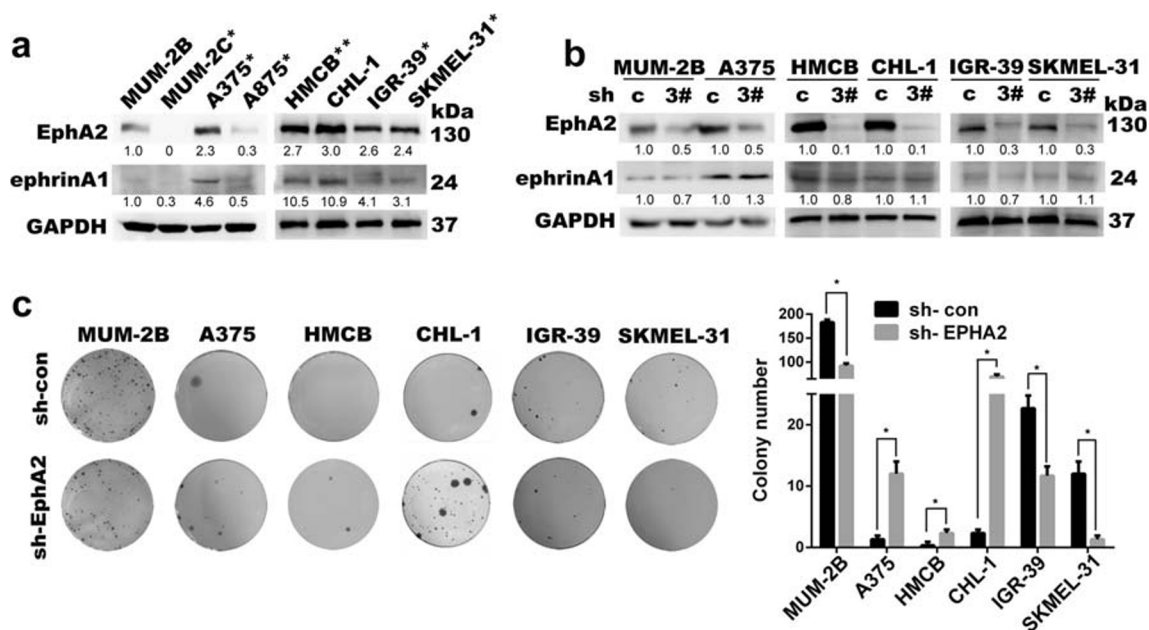 a
MUM-2B MUM-2C* A375* A875* HMCB** CHL-1 IGR-39* SKMEL-31*
kDa
EphA2 130
1.0 0 2.3 0.3 2.7 3.0 2.6 2.4
ephrinA1 24
1.0 0.3 4.6 0.5 10.5 10.9 4.1 3.1
GAPDH 37
b
MUM-2B A375 HMCB CHL-1 IGR-39 SKMEL-31
sh c 3# c 3# c 3# c 3# c 3# c 3# kDa
EphA2 130
1.0 0.5 1.0 0.5 1.0 0.1 1.0 0.1 1.0 0.3 1.0 0.3
ephrinA1 24
1.0 0.7 1.0 1.3 1.0 0.8 1.0 1.1 1.0 0.7 1.0 1.1
GAPDH 37
c
MUM-2B A375 HMCB CHL-1 IGR-39 SKMEL-31
sh-con
sh-EphA2
sh- con
sh- EPHA2
Colony number
200
150
100
20
10
0
* * * * * *
MUM-2B A375 HMCB CHL-1 IGR-39 SKMEL-31